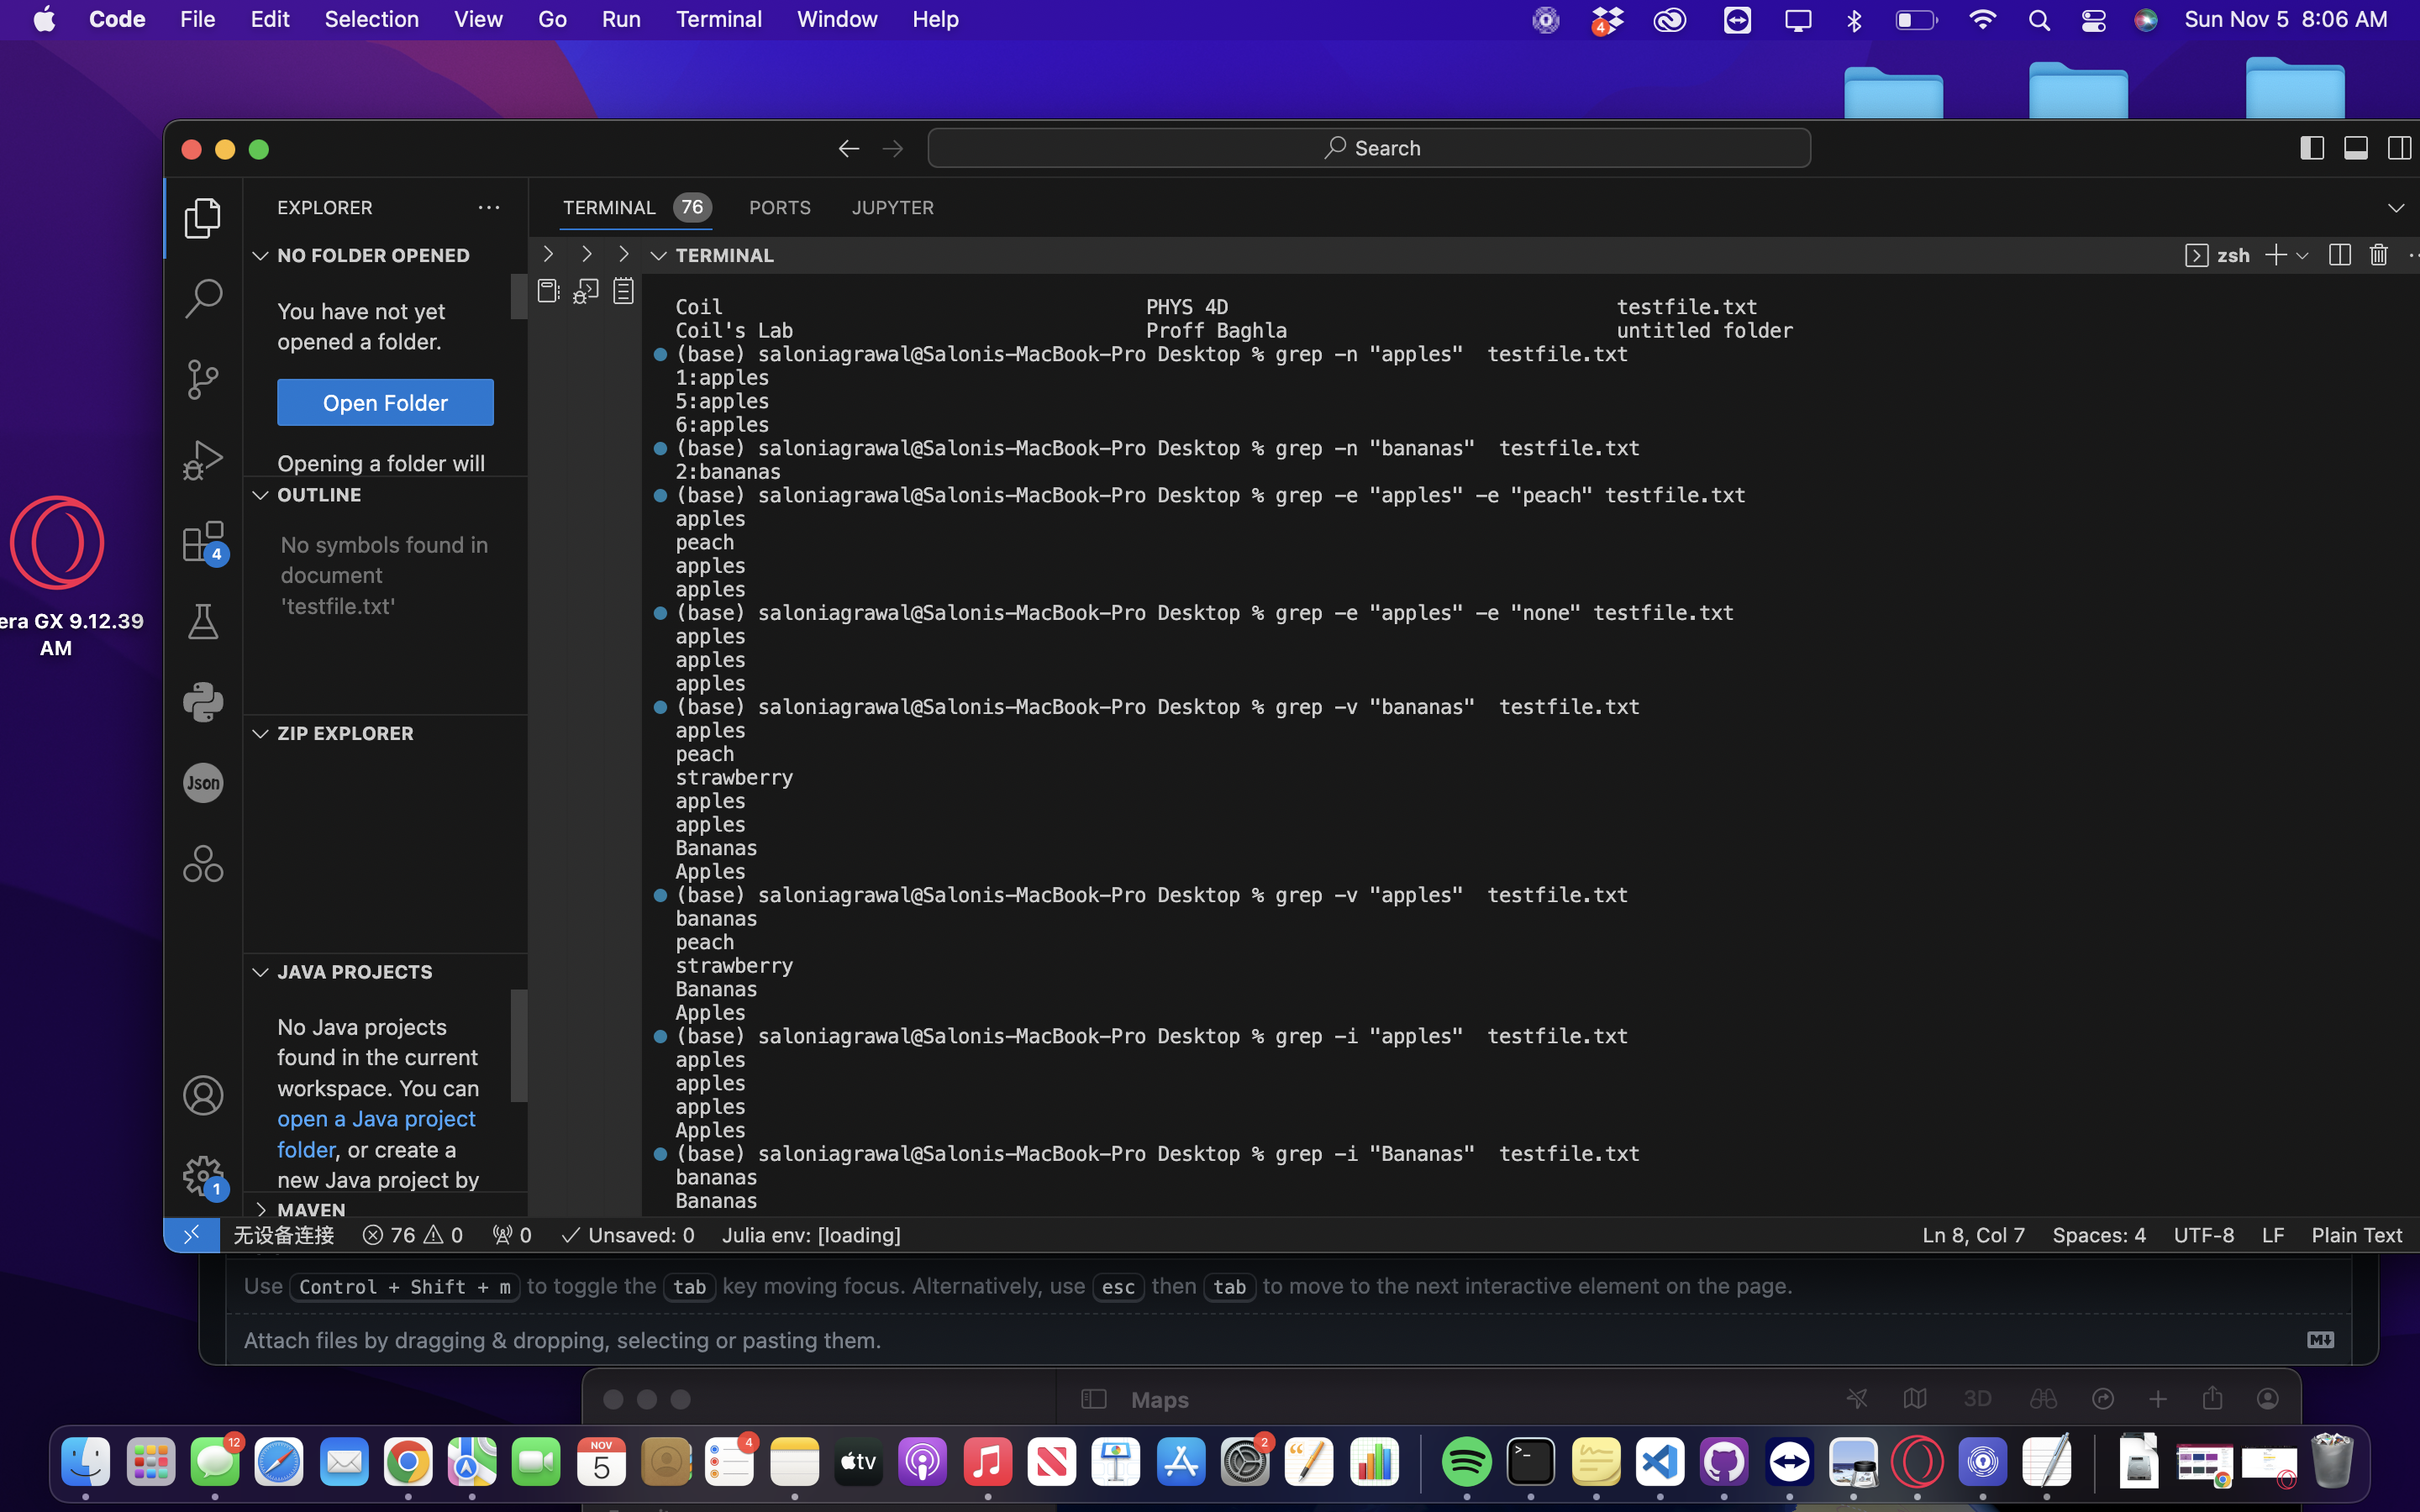 Code File Edit Selection View Go Run Terminal Window Help
4
Sun Nov 5 8:06 AM
Search
EXPLORER
TERMINAL 76 PORTS JUPYTER
NO FOLDER OPENED
TERMINAL
zsh
You have not yet
opened a folder.
Open Folder
Opening a folder will
OUTLINE
No symbols found in
document
'testfile.txt'
ZIP EXPLORER
JAVA PROJECTS
No Java projects
found in the current
workspace. You can
open a Java project
folder, or create a
new Java project by
MAVEN
4
Json
1
era GX 9.12.39
AM
Coil PHYS 4D testfile.txt
Coil's Lab Proff Baghla untitled folder
(base) saloniagrawal@Salonis-MacBook-Pro Desktop % grep -n "apples"  testfile.txt
1:apples
5:apples
6:apples
(base) saloniagrawal@Salonis-MacBook-Pro Desktop % grep -n "bananas"  testfile.txt
2:bananas
(base) saloniagrawal@Salonis-MacBook-Pro Desktop % grep -e "apples" -e "peach" testfile.txt
apples
peach
apples
apples
(base) saloniagrawal@Salonis-MacBook-Pro Desktop % grep -e "apples" -e "none" testfile.txt
apples
apples
apples
(base) saloniagrawal@Salonis-MacBook-Pro Desktop % grep -v "bananas"  testfile.txt
apples
peach
strawberry
apples
apples
Bananas
Apples
(base) saloniagrawal@Salonis-MacBook-Pro Desktop % grep -v "apples"  testfile.txt
bananas
peach
strawberry
Bananas
Apples
(base) saloniagrawal@Salonis-MacBook-Pro Desktop % grep -i "apples"  testfile.txt
apples
apples
apples
Apples
(base) saloniagrawal@Salonis-MacBook-Pro Desktop % grep -i "Bananas"  testfile.txt
bananas
Bananas
无设备连接 76 0 0 Unsaved: 0 Julia env: [loading] Ln 8, Col 7 Spaces: 4 UTF-8 LF Plain Text
Use Control + Shift + m to toggle the tab key moving focus. Alternatively, use esc then tab to move to the next interactive element on the page.
Attach files by dragging & dropping, selecting or pasting them.
Maps 3D
12
NOV
5
4
tv
2